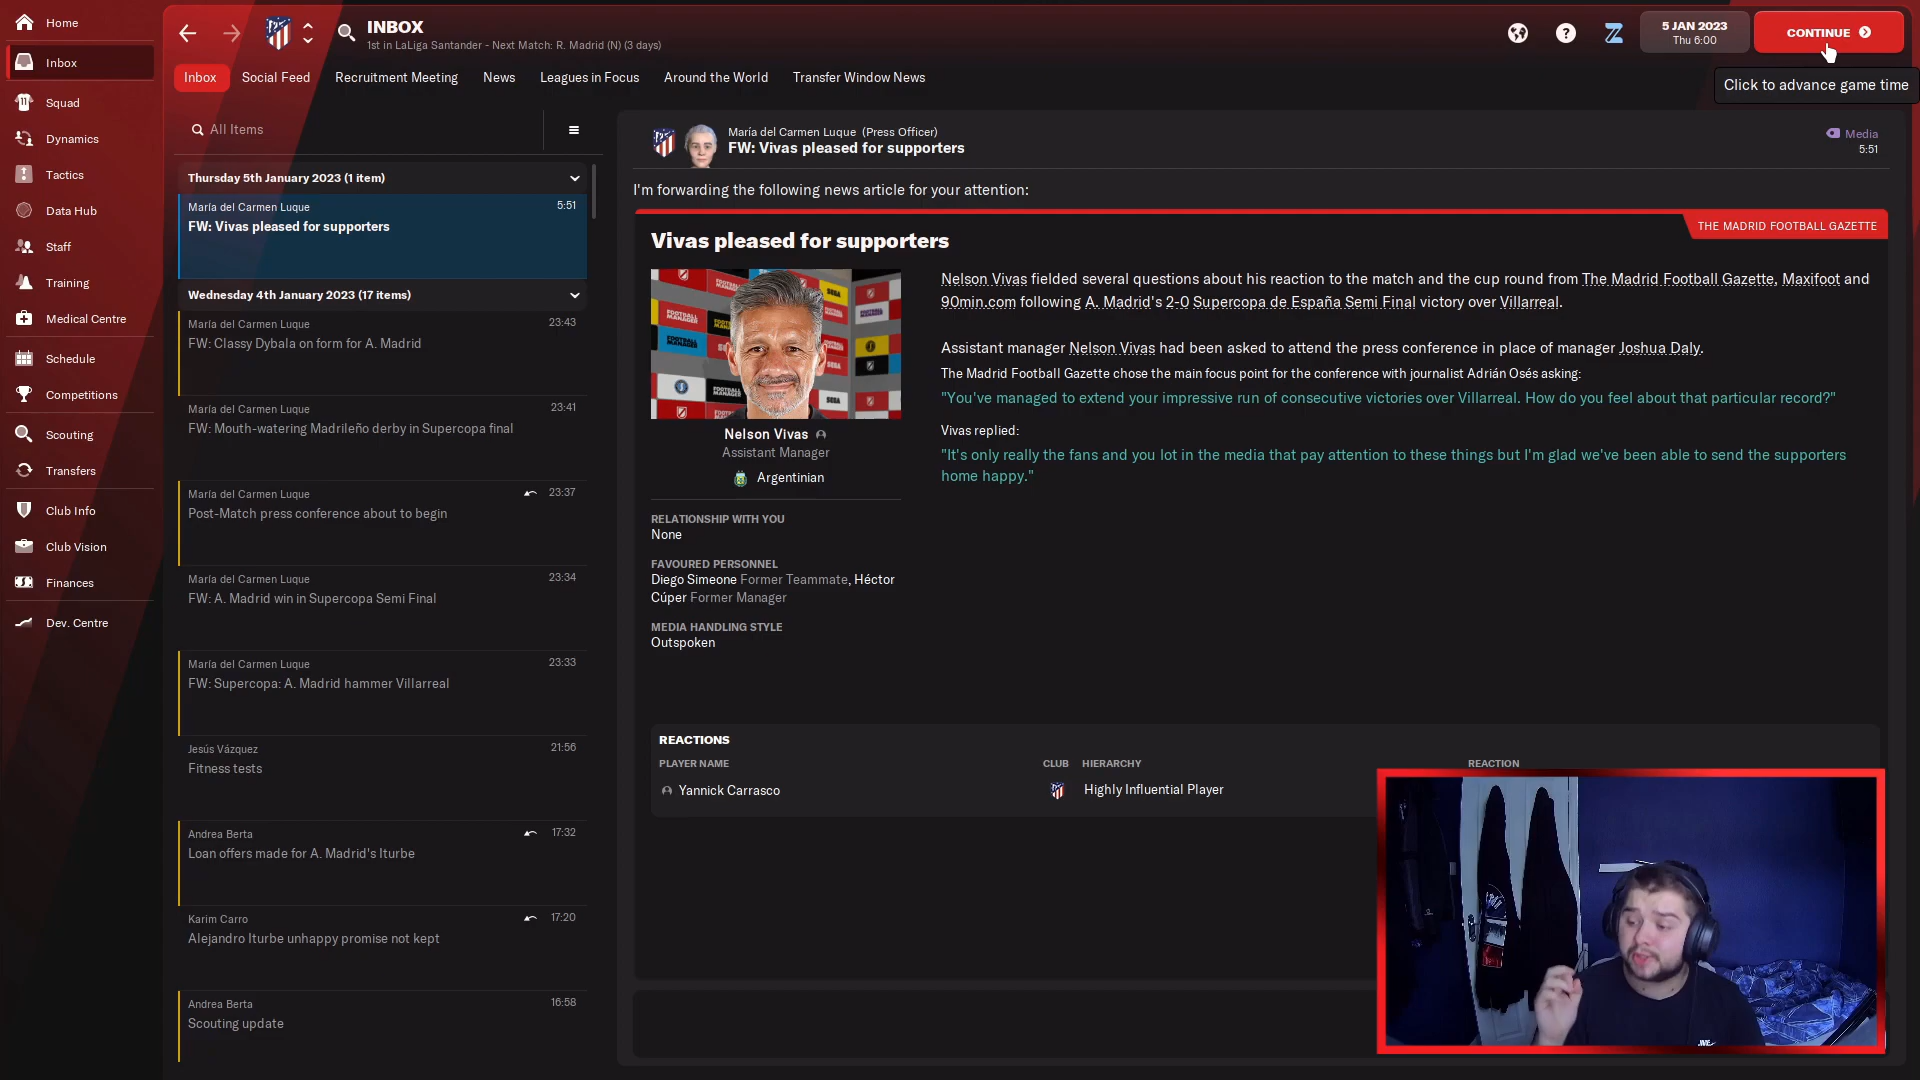 Home
Inbox
Squad
Dynamics
Tactics
Data Hub
Staff
Training
Medical Centre
Schedule
Competitions
Scouting
Transfers
Club Info
Club Vision
Finances
Dev. Centre
INBOX
1st in LaLiga Santander - Next Match: R. Madrid (N) (3 days)
5 JAN 2023
Thu 6:00
CONTINUE
Click to advance game time
Inbox Social Feed Recruitment Meeting News Leagues in Focus Around the World Transfer Window News
All Items
Thursday 5th January 2023 (1 item)
María del Carmen Luque 5:51
FW: Vivas pleased for supporters
Wednesday 4th January 2023 (17 items)
María del Carmen Luque 23:43
FW: Classy Dybala on form for A. Madrid
María del Carmen Luque 23:41
FW: Mouth-watering Madrileño derby in Supercopa final
María del Carmen Luque 23:37
Post-Match press conference about to begin
María del Carmen Luque 23:34
FW: A. Madrid win in Supercopa Semi Final
María del Carmen Luque 23:33
FW: Supercopa: A. Madrid hammer Villarreal
Jesús Vázquez 21:56
Fitness tests
Andrea Berta 17:32
Loan offers made for A. Madrid's Iturbe
Karim Carro 17:20
Alejandro Iturbe unhappy promise not kept
Andrea Berta 16:58
Scouting update
María del Carmen Luque (Press Officer)
FW: Vivas pleased for supporters
Media
5:51
I'm forwarding the following news article for your attention:
THE MADRID FOOTBALL GAZETTE
Vivas pleased for supporters
Nelson Vivas fielded several questions about his reaction to the match and the cup round from The Madrid Football Gazette, Maxifoot and
90min.com following A. Madrid's 2-0 Supercopa de España Semi Final victory over Villarreal.
Assistant manager Nelson Vivas had been asked to attend the press conference in place of manager Joshua Daly.
The Madrid Football Gazette chose the main focus point for the conference with journalist Adrián Osés asking:
"You've managed to extend your impressive run of consecutive victories over Villarreal. How do you feel about that particular record?"
Vivas replied:
"It's only really the fans and you lot in the media that pay attention to these things but I'm glad we've been able to send the supporters
home happy."
Nelson Vivas
Assistant Manager
Argentinian
RELATIONSHIP WITH YOU
None
FAVOURED PERSONNEL
Diego Simeone Former Teammate, Héctor
Cúper Former Manager
MEDIA HANDLING STYLE
Outspoken
REACTIONS
PLAYER NAME CLUB HIERARCHY REACTION
Yannick Carrasco Highly Influential Player